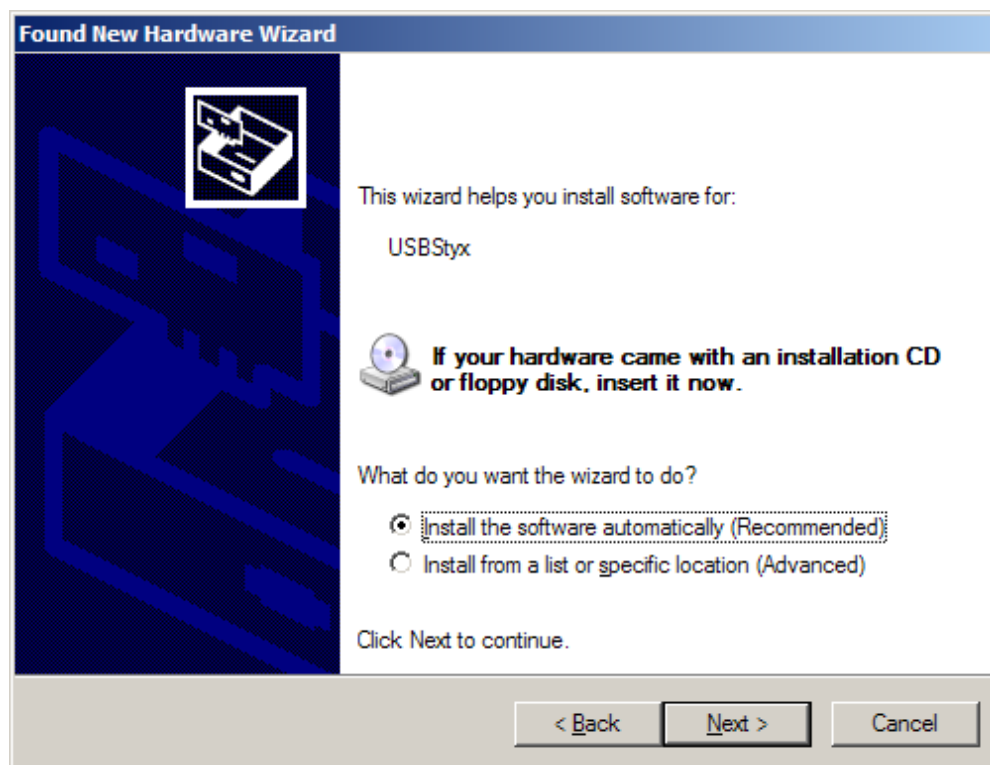 Found New Hardware Wizard
This wizard helps you install software for:
USBStyx
If your hardware came with an installation CD
or floppy disk, insert it now.
What do you want the wizard to do?
Install the software automatically (Recommended)
Install from a list or specific location (Advanced)
Click Next to continue.
< Back Next > Cancel